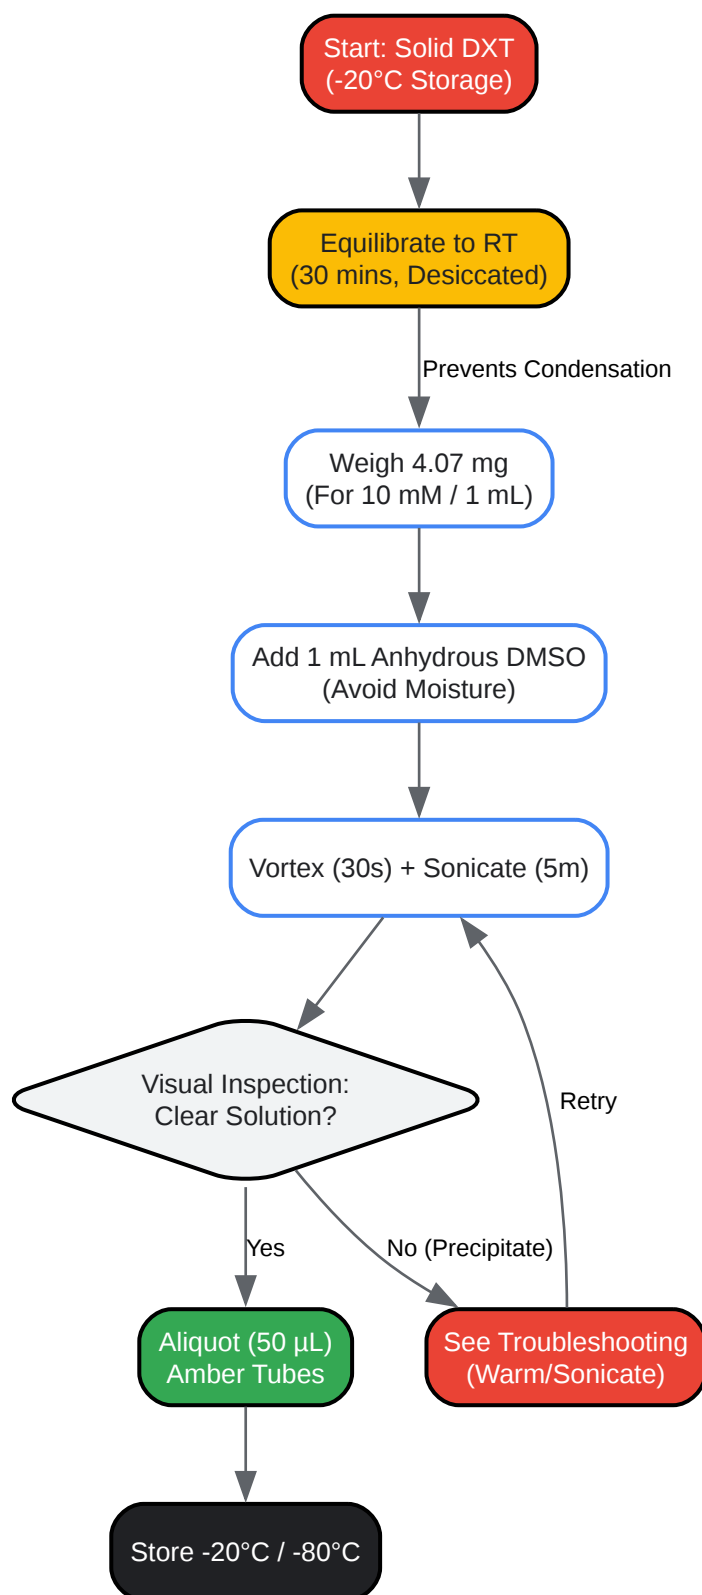 Start: Solid DXT
(-20°C Storage)
Equilibrate to RT
(30 mins, Desiccated)
Prevents Condensation
Weigh 4.07 mg
(For 10 mM / 1 mL)
Add 1 mL Anhydrous DMSO
(Avoid Moisture)
Vortex (30s) + Sonicate (5m)
Visual Inspection:
Clear Solution?
Retry
Yes
No (Precipitate)
Aliquot (50 µL)
Amber Tubes
See Troubleshooting
(Warm/Sonicate)
Store -20°C / -80°C